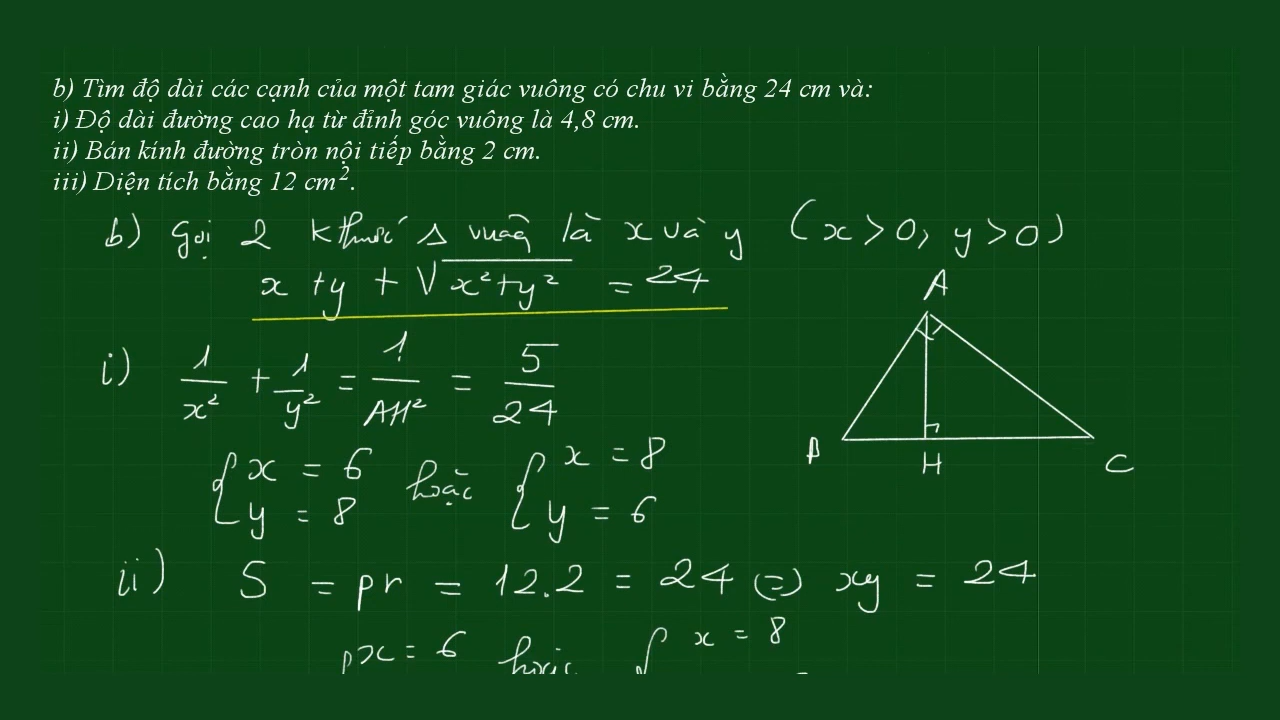 b) Tìm độ dài các cạnh của một tam giác vuông có chu vi bằng 24 cm và:
i) Độ dài đường cao hạ từ đỉnh góc vuông là 4,8 cm.
ii) Bán kính đường tròn nội tiếp bằng 2 cm.
iii) Diện tích bằng 12 cm².
b) Gọi 2 kthước Δ vuông là x và y (x > 0, y > 0)
x + y + √(x² + y²) = 24
A
i) 1/x² + 1/y² = 1/AH² = 5/24
B H C
{ x = 6 hoặc { x = 8
y = 8 y = 6
ii) S = pr = 12.2 = 24 (=) xy = 24
x = 6 hoặc { x = 8